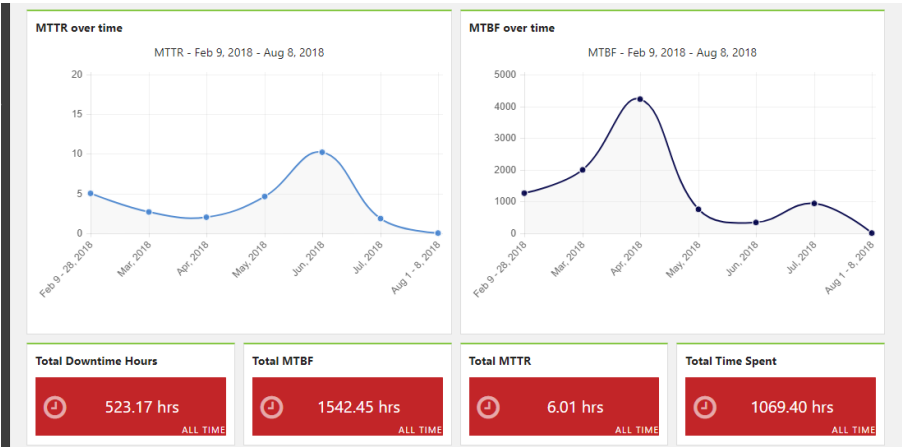 MTTR over time
MTTR - Feb 9, 2018 - Aug 8, 2018
20
15
10
5
0
Feb 9 - 28, 2018
Mar, 2018
Apr, 2018
May, 2018
Jun, 2018
Jul, 2018
Aug 1 - 8, 2018
MTBF over time
MTBF - Feb 9, 2018 - Aug 8, 2018
5000
4000
3000
2000
1000
0
Feb 9 - 28, 2018
Mar, 2018
Apr, 2018
May, 2018
Jun, 2018
Jul, 2018
Aug 1 - 8, 2018
Total Downtime Hours
523.17 hrs
ALL TIME
Total MTBF
1542.45 hrs
ALL TIME
Total MTTR
6.01 hrs
ALL TIME
Total Time Spent
1069.40 hrs
ALL TIME